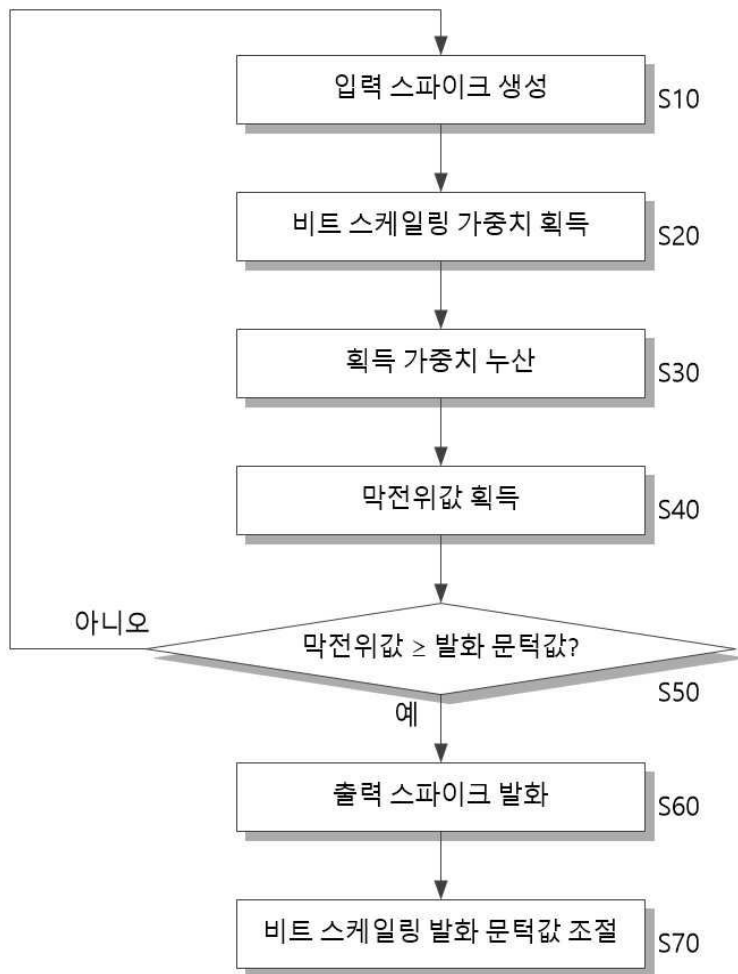 입력 스파이크 생성
S10
비트 스케일링 가중치 획득
S20
획득 가중치 누산
S30
막전위값 획득
S40
아니오
막전위값 ≥ 발화 문턱값?
S50
예
출력 스파이크 발화
S60
비트 스케일링 발화 문턱값 조절
S70